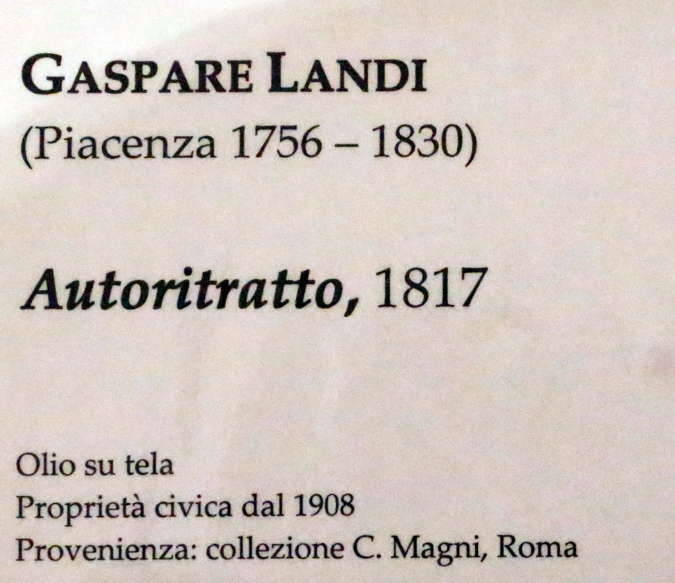 GASPARE LANDI
(Piacenza 1756 – 1830)
Autoritratto, 1817
Olio su tela
Proprietà civica dal 1908
Provenienza: collezione C. Magni, Roma